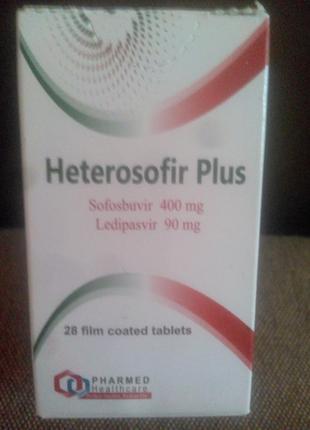 Heterosofir Plus
Sofosbuvir 400 mg
Ledipasvir 90 mg
28 film coated tablets
PHARMED
Healthcare